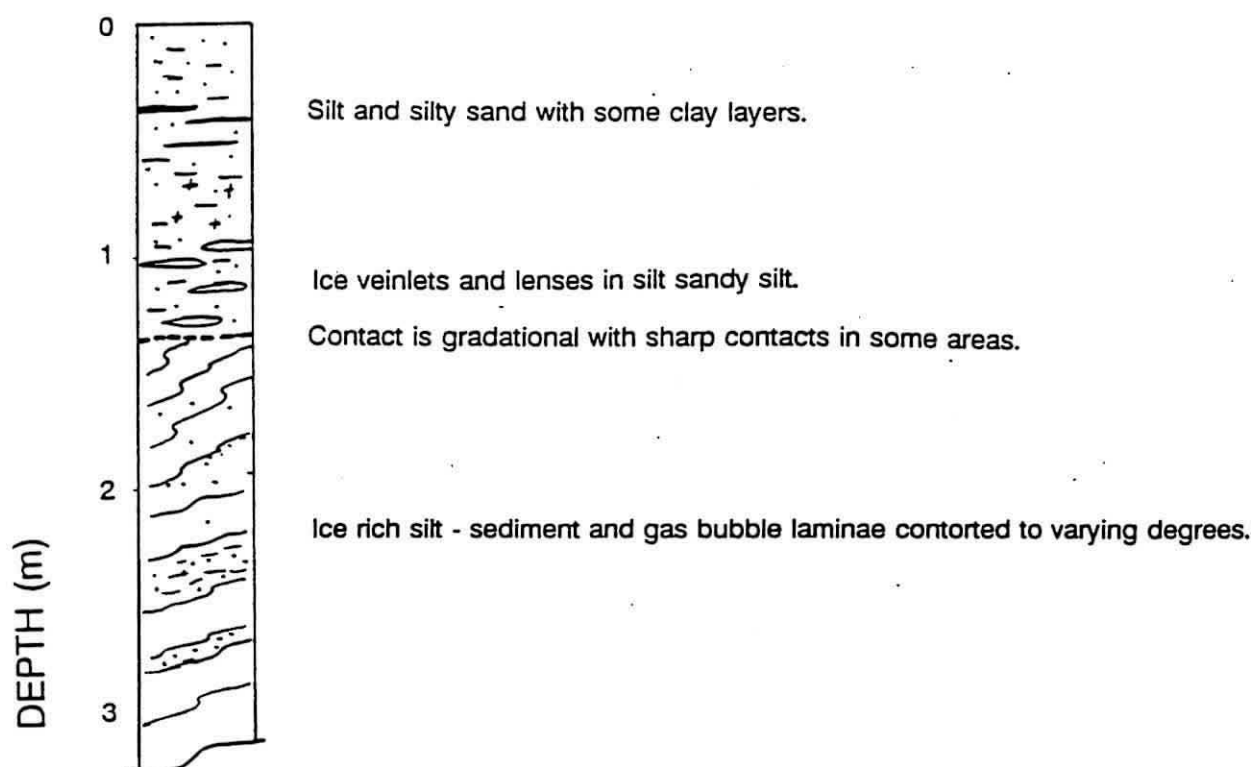 0
Silt and silty sand with some clay layers.
1
Ice veinlets and lenses in silt sandy silt.
Contact is gradational with sharp contacts in some areas.
2
Ice rich silt - sediment and gas bubble laminae contorted to varying degrees.
DEPTH (m)
3